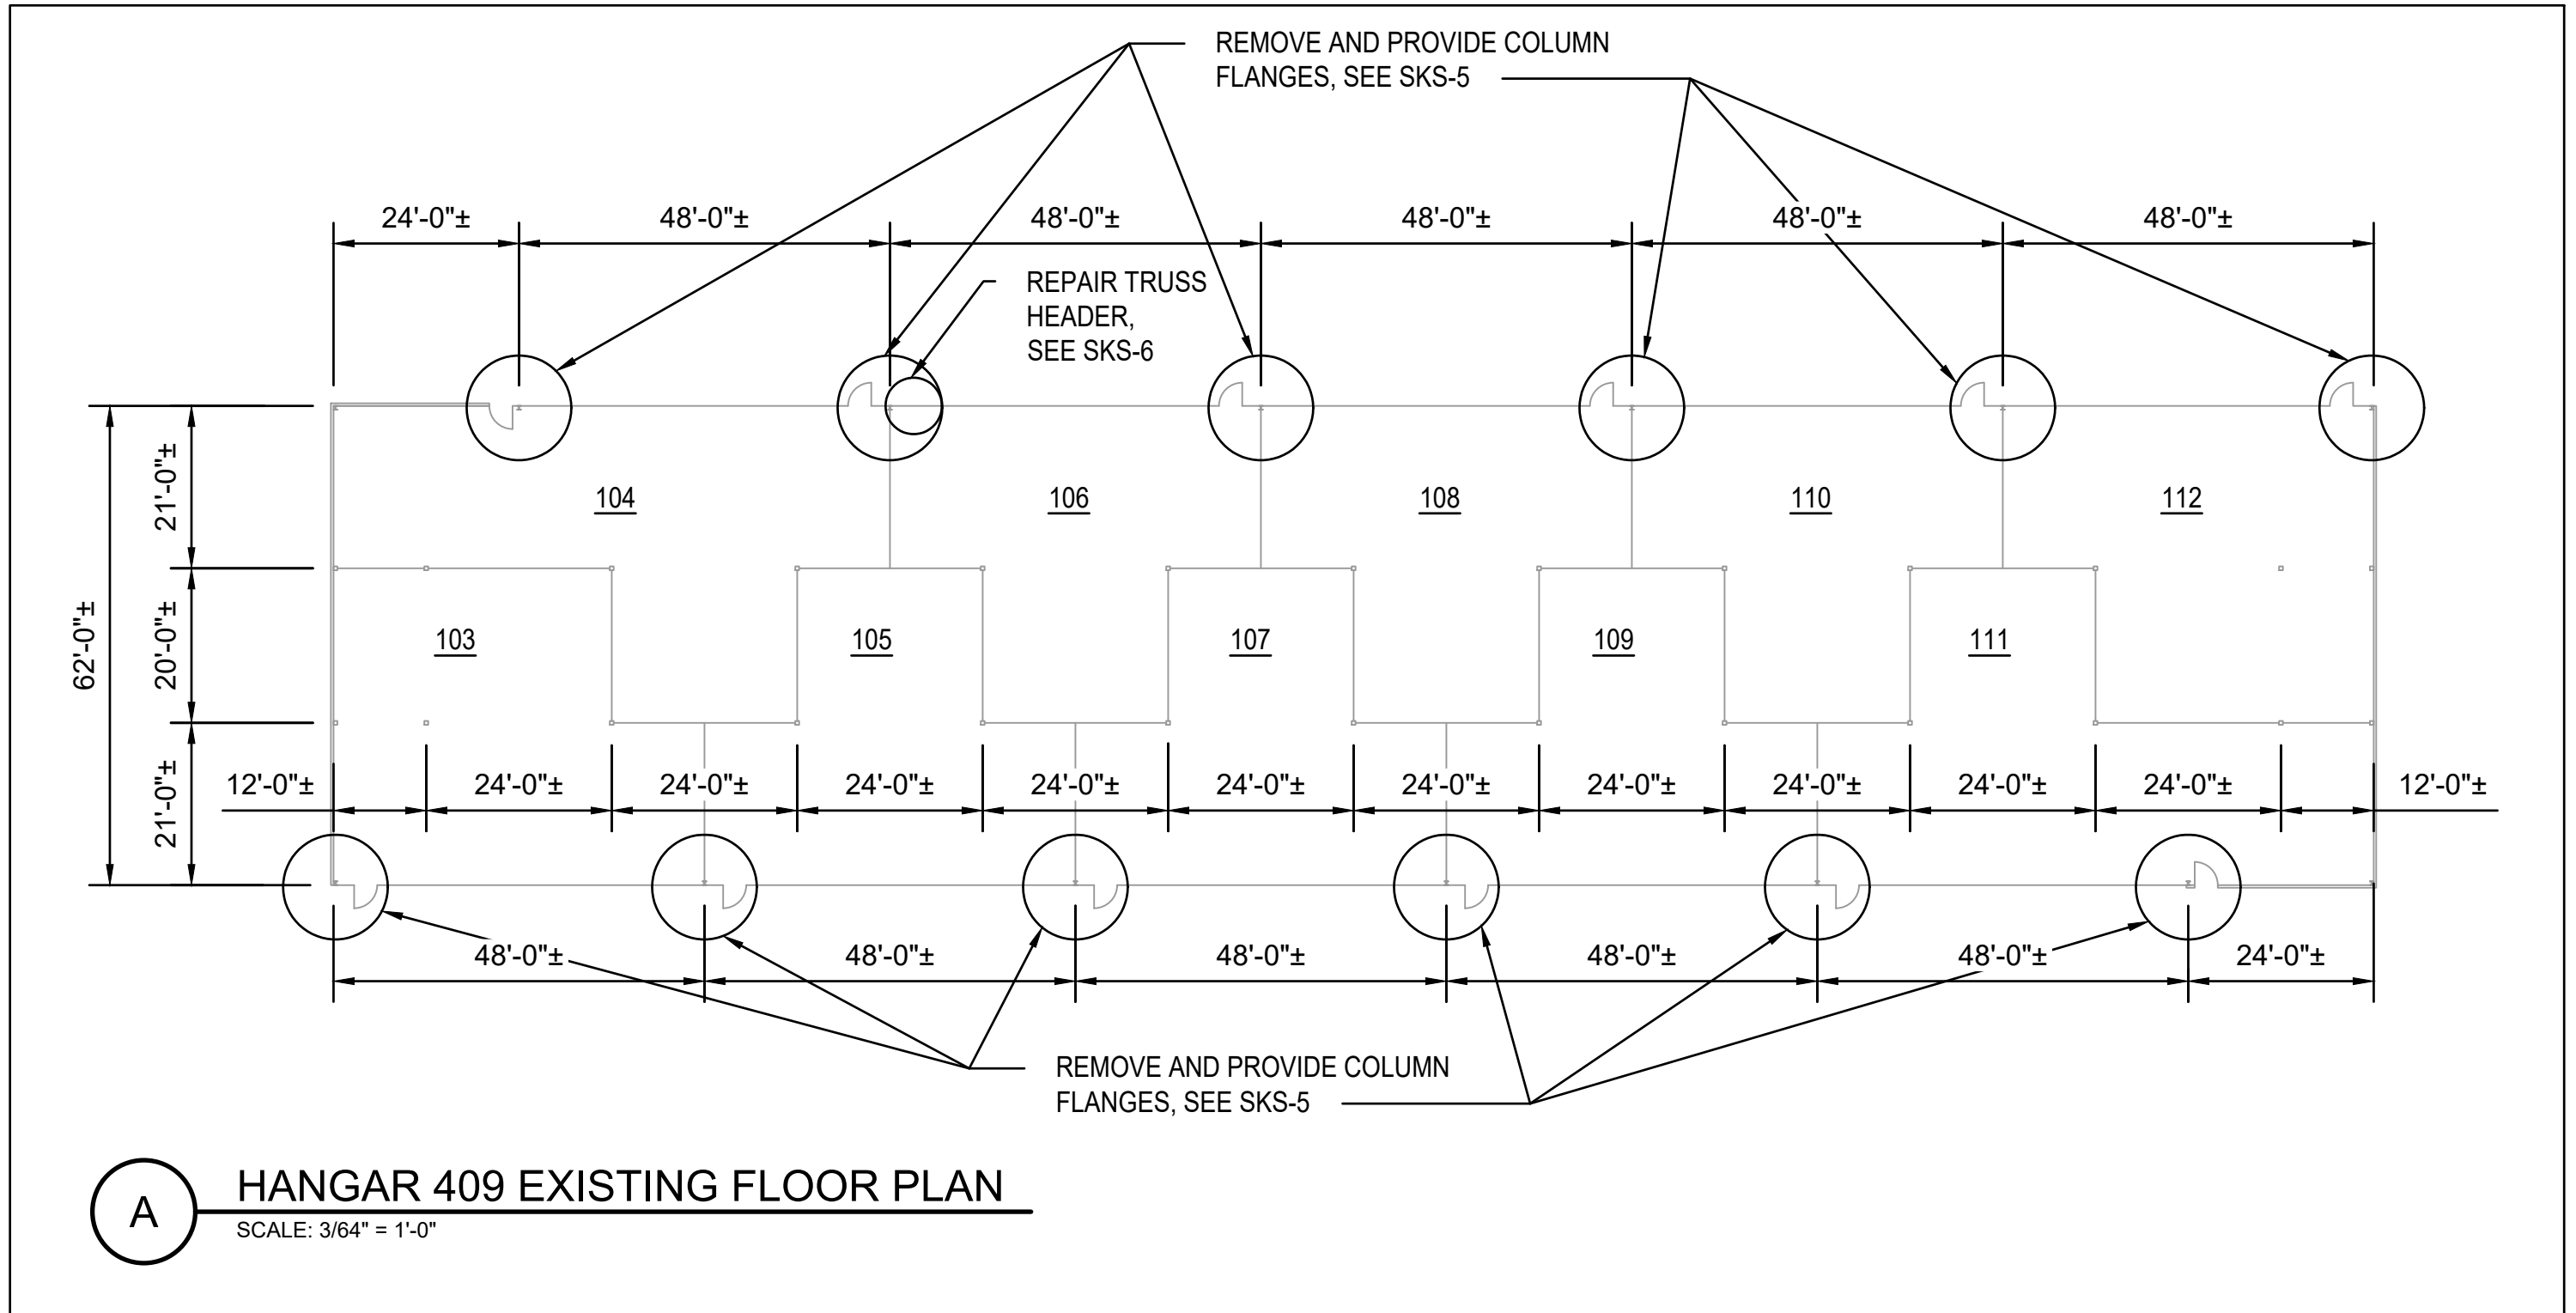 REMOVE AND PROVIDE COLUMN
FLANGES, SEE SKS-5
24'-0"± 48'-0"± 48'-0"± 48'-0"± 48'-0"± 48'-0"±
REPAIR TRUSS
HEADER,
SEE SKS-6
21'-0"±
104 106 108 110 112
62'-0"±
20'-0"±
103 105 107 109 111
21'-0"±
12'-0"± 24'-0"± 24'-0"± 24'-0"± 24'-0"± 24'-0"± 24'-0"± 24'-0"± 24'-0"± 24'-0"± 24'-0"± 12'-0"±
48'-0"± 48'-0"± 48'-0"± 48'-0"± 48'-0"± 24'-0"±
REMOVE AND PROVIDE COLUMN
FLANGES, SEE SKS-5
A
HANGAR 409 EXISTING FLOOR PLAN
SCALE: 3/64" = 1'-0"